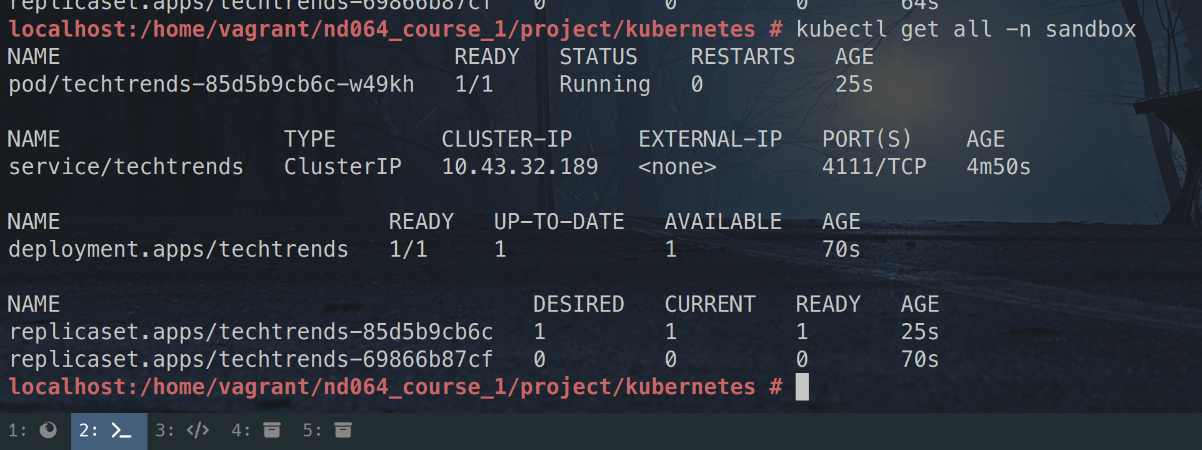 replicaset.apps/techtrends-69866b87cf   0         0         0       64s
localhost:/home/vagrant/nd064_course_1/project/kubernetes # kubectl get all -n sandbox
NAME                              READY   STATUS    RESTARTS   AGE
pod/techtrends-85d5b9cb6c-w49kh   1/1     Running   0          25s

NAME                 TYPE        CLUSTER-IP     EXTERNAL-IP   PORT(S)    AGE
service/techtrends   ClusterIP   10.43.32.189   <none>        4111/TCP   4m50s

NAME                         READY   UP-TO-DATE   AVAILABLE   AGE
deployment.apps/techtrends   1/1     1            1           70s

NAME                                    DESIRED   CURRENT   READY   AGE
replicaset.apps/techtrends-85d5b9cb6c   1         1         1       25s
replicaset.apps/techtrends-69866b87cf   0         0         0       70s
localhost:/home/vagrant/nd064_course_1/project/kubernetes #
1: 2: >_ 3: </> 4: 5: